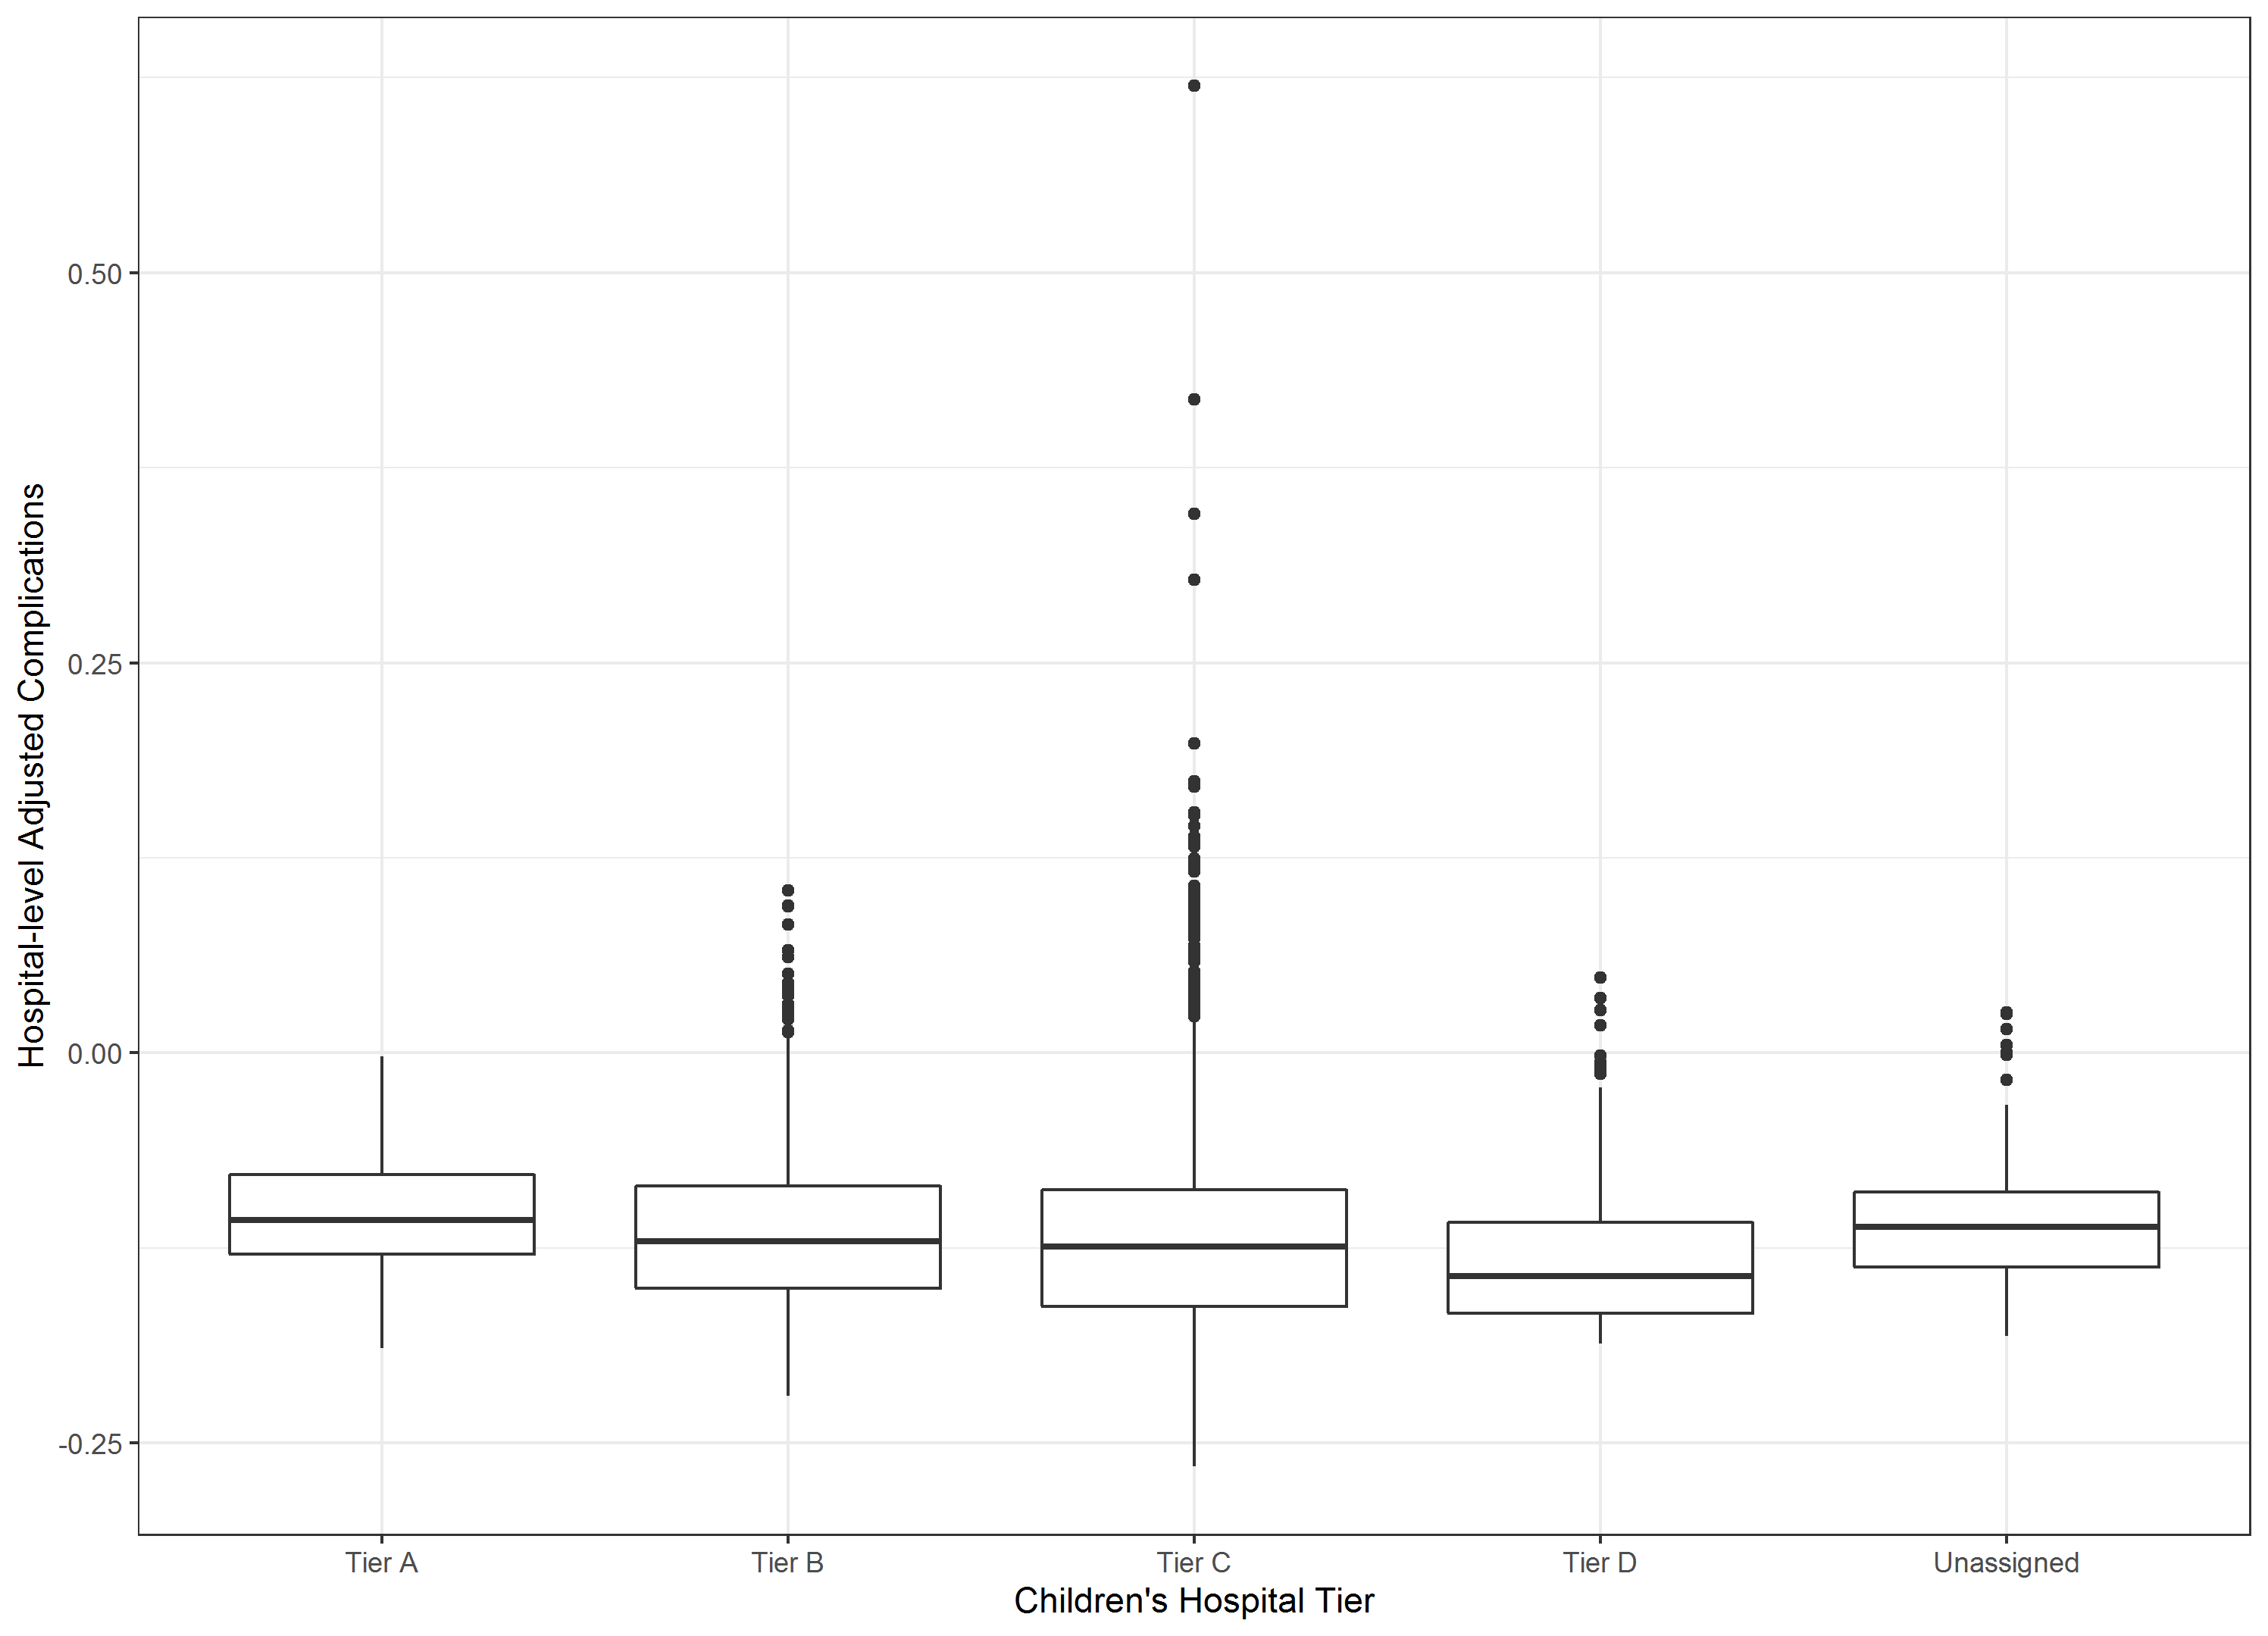 Hospital-level Adjusted Complications
0.50
0.25
0.00
-0.25
Tier A
Tier B
Tier C
Tier D
Unassigned
Children's Hospital Tier